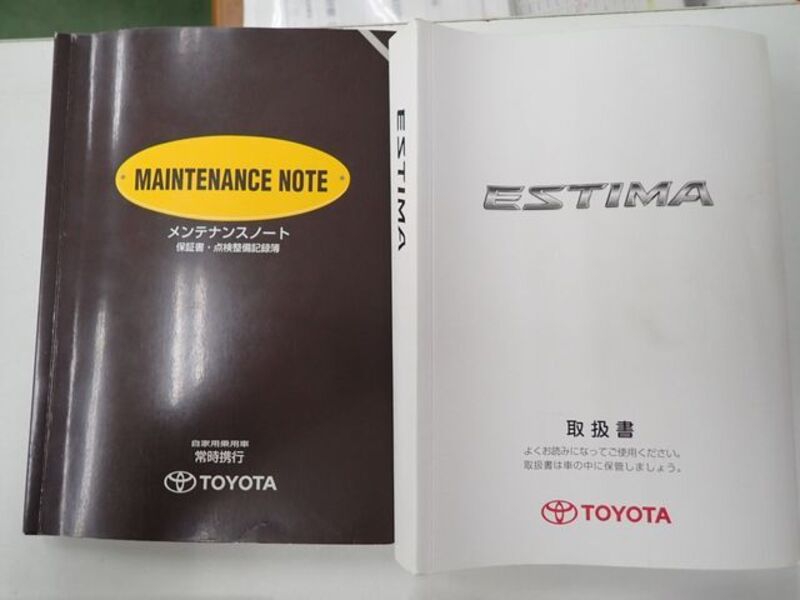 MAINTENANCE NOTE
メンテナンスノート
保証書・点検整備記録簿
自家用乗用車
常時携行
TOYOTA
ESTIMA
ESTIMA
取扱書
よくお読みになってご使用ください。
取扱書は車の中に保管しましょう。
TOYOTA